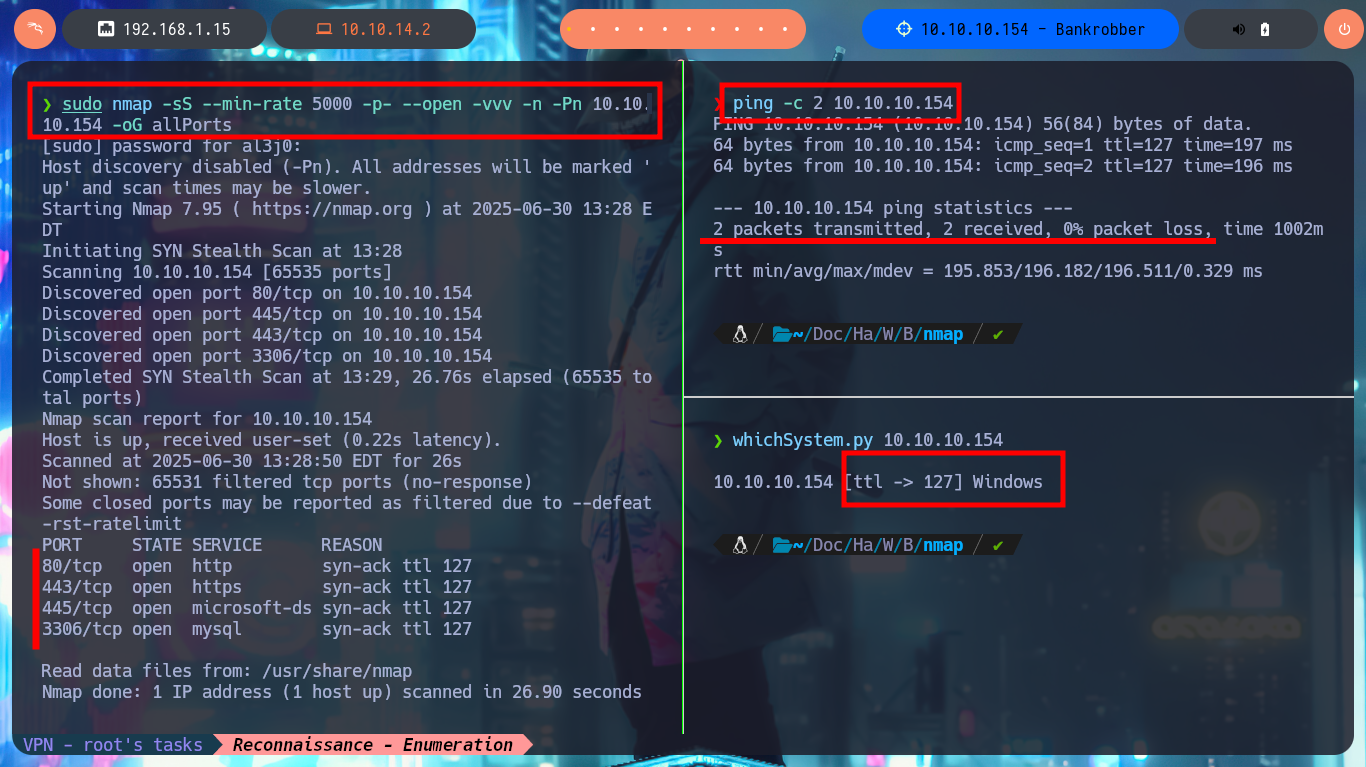 192.168.1.15
10.10.14.2
10.10.10.154 - Bankrobber
❯ sudo nmap -sS --min-rate 5000 -p- --open -vvv -n -Pn 10.10.
10.154 -oG allPorts
[sudo] password for al3j0:
Host discovery disabled (-Pn). All addresses will be marked '
up' and scan times may be slower.
Starting Nmap 7.95 ( https://nmap.org ) at 2025-06-30 13:28 E
DT
Initiating SYN Stealth Scan at 13:28
Scanning 10.10.10.154 [65535 ports]
Discovered open port 80/tcp on 10.10.10.154
Discovered open port 445/tcp on 10.10.10.154
Discovered open port 443/tcp on 10.10.10.154
Discovered open port 3306/tcp on 10.10.10.154
Completed SYN Stealth Scan at 13:29, 26.76s elapsed (65535 to
tal ports)
Nmap scan report for 10.10.10.154
Host is up, received user-set (0.22s latency).
Scanned at 2025-06-30 13:28:50 EDT for 26s
Not shown: 65531 filtered tcp ports (no-response)
Some closed ports may be reported as filtered due to --defeat
-rst-ratelimit
PORT     STATE SERVICE      REASON
80/tcp   open  http         syn-ack ttl 127
443/tcp  open  https        syn-ack ttl 127
445/tcp  open  microsoft-ds syn-ack ttl 127
3306/tcp open  mysql        syn-ack ttl 127
Read data files from: /usr/share/nmap
Nmap done: 1 IP address (1 host up) scanned in 26.90 seconds
❯ ping -c 2 10.10.10.154
PING 10.10.10.154 (10.10.10.154) 56(84) bytes of data.
64 bytes from 10.10.10.154: icmp_seq=1 ttl=127 time=197 ms
64 bytes from 10.10.10.154: icmp_seq=2 ttl=127 time=196 ms
--- 10.10.10.154 ping statistics ---
2 packets transmitted, 2 received, 0% packet loss, time 1002m
s
rtt min/avg/max/mdev = 195.853/196.182/196.511/0.329 ms
~/Doc/Ha/W/B/nmap / ✔
❯ whichSystem.py 10.10.10.154
10.10.10.154 [ttl -> 127] Windows
~/Doc/Ha/W/B/nmap / ✔
VPN - root's tasks
Reconnaissance - Enumeration